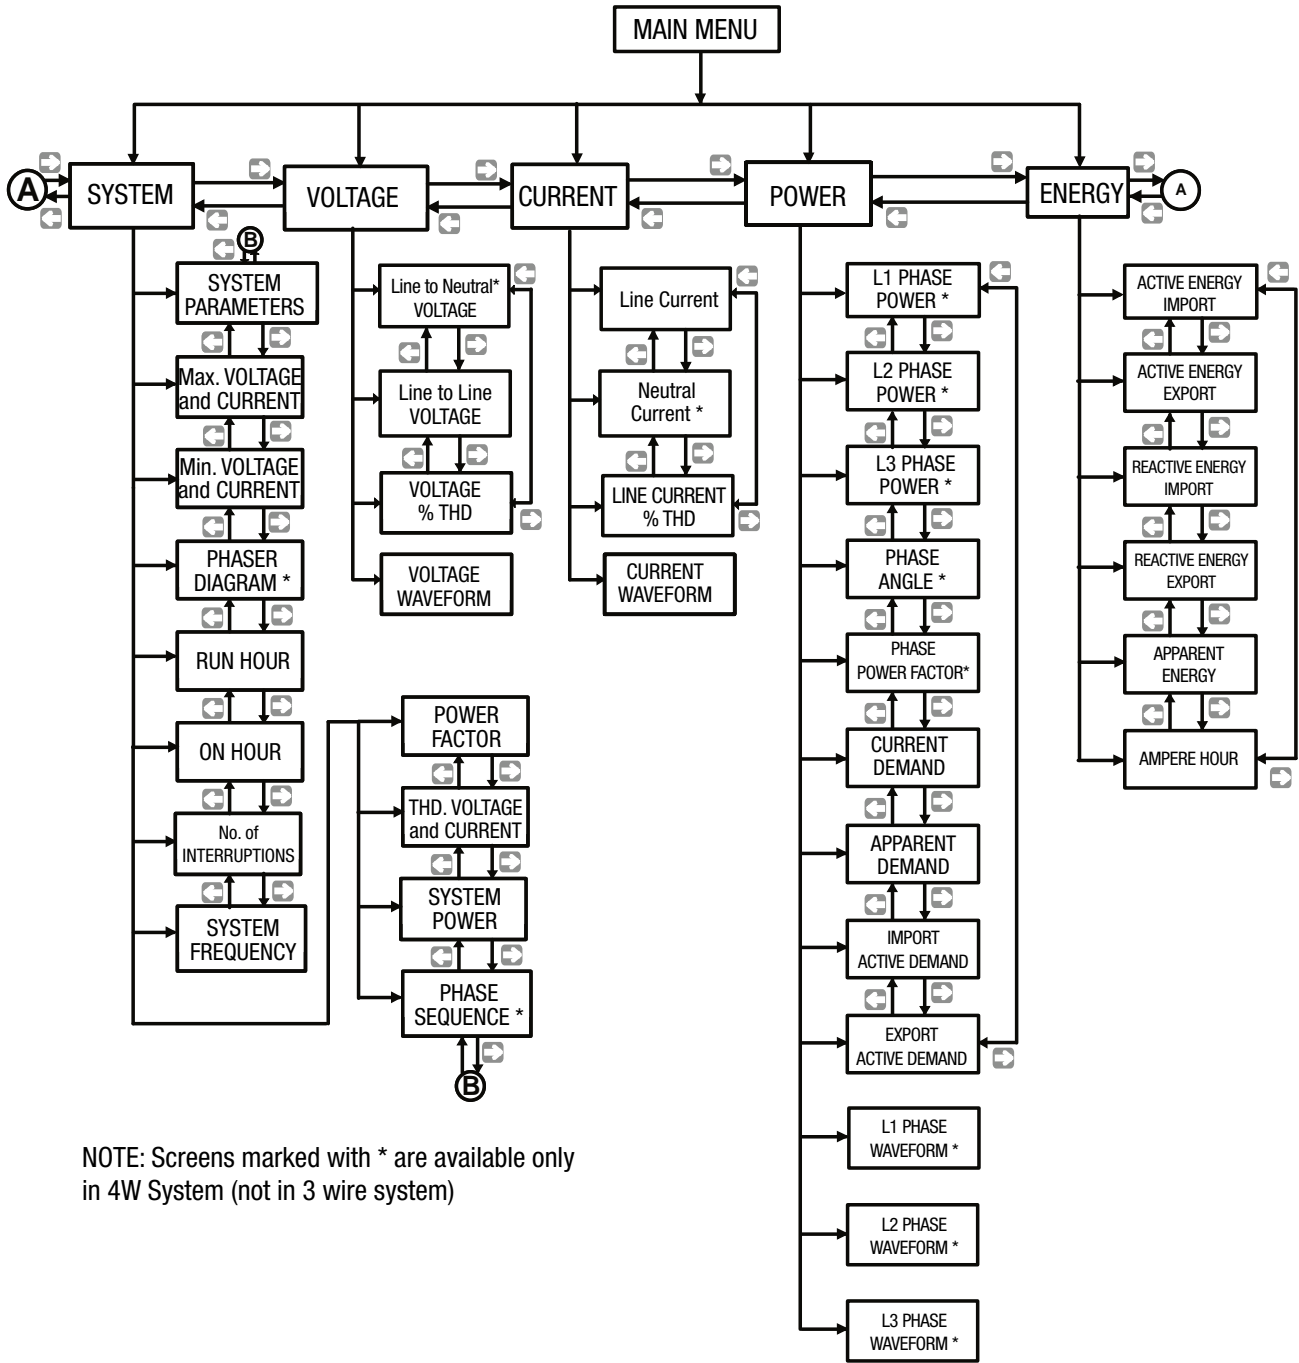 MAIN MENU
A
SYSTEM
VOLTAGE
CURRENT
POWER
ENERGY
A
B
SYSTEM
PARAMETERS
Max. VOLTAGE
and CURRENT
Min. VOLTAGE
and CURRENT
PHASER
DIAGRAM *
RUN HOUR
ON HOUR
No. of
INTERRUPTIONS
SYSTEM
FREQUENCY
POWER
FACTOR
THD. VOLTAGE
and CURRENT
SYSTEM
POWER
PHASE
SEQUENCE *
B
Line to Neutral*
VOLTAGE
Line to Line
VOLTAGE
VOLTAGE
% THD
VOLTAGE
WAVEFORM
Line Current
Neutral
Current *
LINE CURRENT
% THD
CURRENT
WAVEFORM
L1 PHASE
POWER *
L2 PHASE
POWER *
L3 PHASE
POWER *
PHASE
ANGLE *
PHASE
POWER FACTOR*
CURRENT
DEMAND
APPARENT
DEMAND
IMPORT
ACTIVE DEMAND
EXPORT
ACTIVE DEMAND
L1 PHASE
WAVEFORM *
L2 PHASE
WAVEFORM *
L3 PHASE
WAVEFORM *
ACTIVE ENERGY
IMPORT
ACTIVE ENERGY
EXPORT
REACTIVE ENERGY
IMPORT
REACTIVE ENERGY
EXPORT
APPARENT
ENERGY
AMPERE HOUR
NOTE: Screens marked with * are available only
in 4W System (not in 3 wire system)